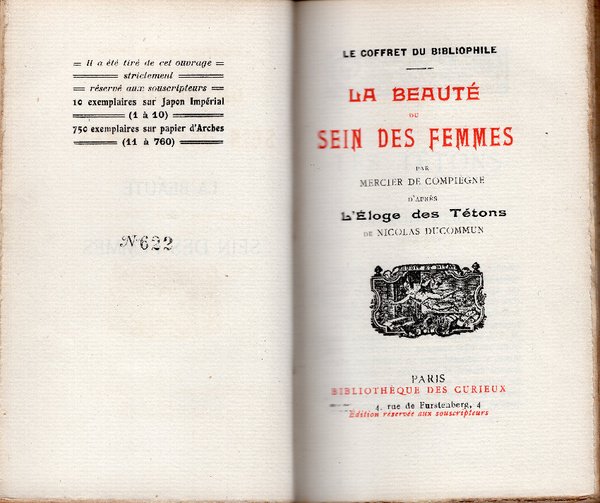 Il a été tiré de cet ouvrage
strictement
réservé aux souscripteurs
10 exemplaires sur Japon Impérial
(1 à 10)
750 exemplaires sur papier d'Arches
(11 à 760)
No 622
LE COFFRET DU BIBLIOPHILE
LA BEAUTÉ
DU
SEIN DES FEMMES
PAR
MERCIER DE COMPIÈGNE
D'APRÈS
L'Éloge des Tétons
DE NICOLAS DUCOMMUN
PARIS
BIBLIOTHÈQUE DES CURIEUX
4, rue de Furstenberg, 4
Édition réservée aux souscripteurs